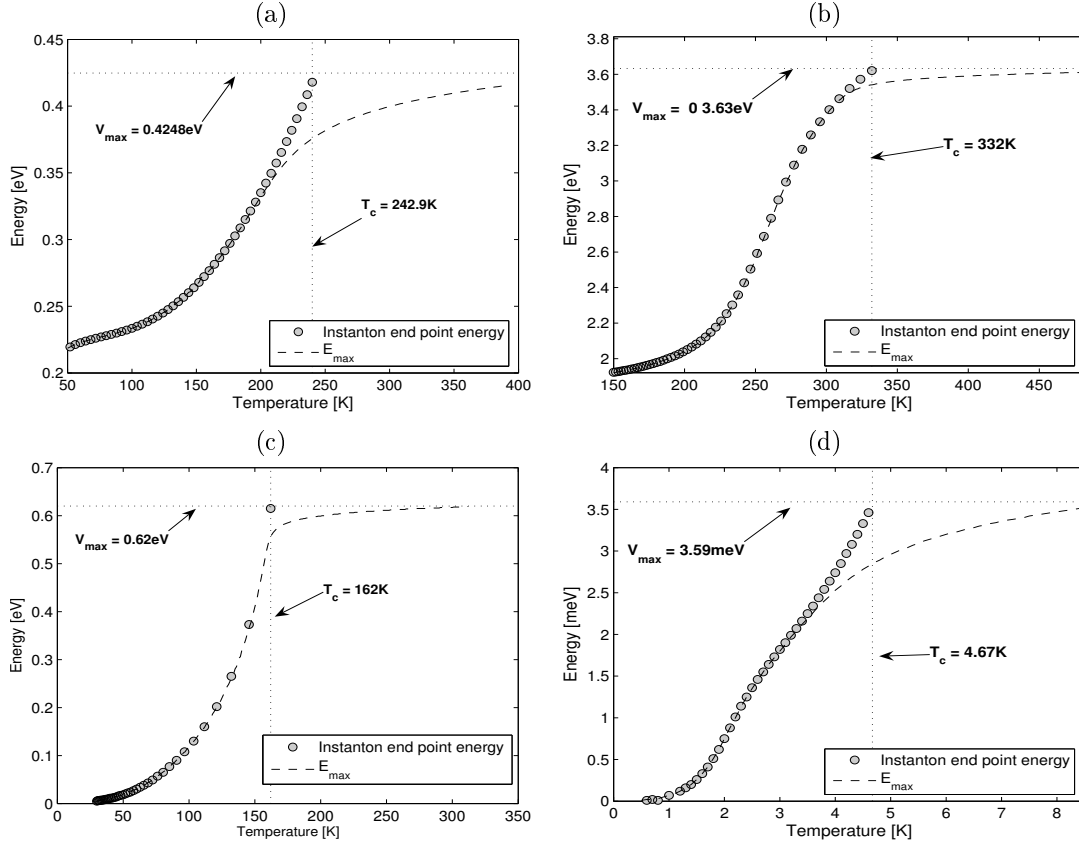 (a)
0.45
0.4
0.35
0.3
0.25
0.2
Energy [eV]
V_max = 0.4248eV
T_c = 242.9K
Instanton end point energy
E_max
50 100 150 200 250 300 350 400
Temperature [K]
(b)
3.8
3.6
3.4
3.2
3
2.8
2.6
2.4
2.2
2
Energy [eV]
V_max = 0 3.63eV
T_c = 332K
Instanton end point energy
E_max
150 200 250 300 350 400 450
Temperature [K]
(c)
0.7
0.6
0.5
0.4
0.3
0.2
0.1
0
Energy [eV]
V_max = 0.62eV
T_c = 162K
Instanton end point energy
E_max
0 50 100 150 200 250 300 350
Temperature [K]
(d)
4
3.5
3
2.5
2
1.5
1
0.5
0
Energy [meV]
V_max = 3.59meV
T_c = 4.67K
Instanton end point energy
E_max
0 1 2 3 4 5 6 7 8
Temperature [K]